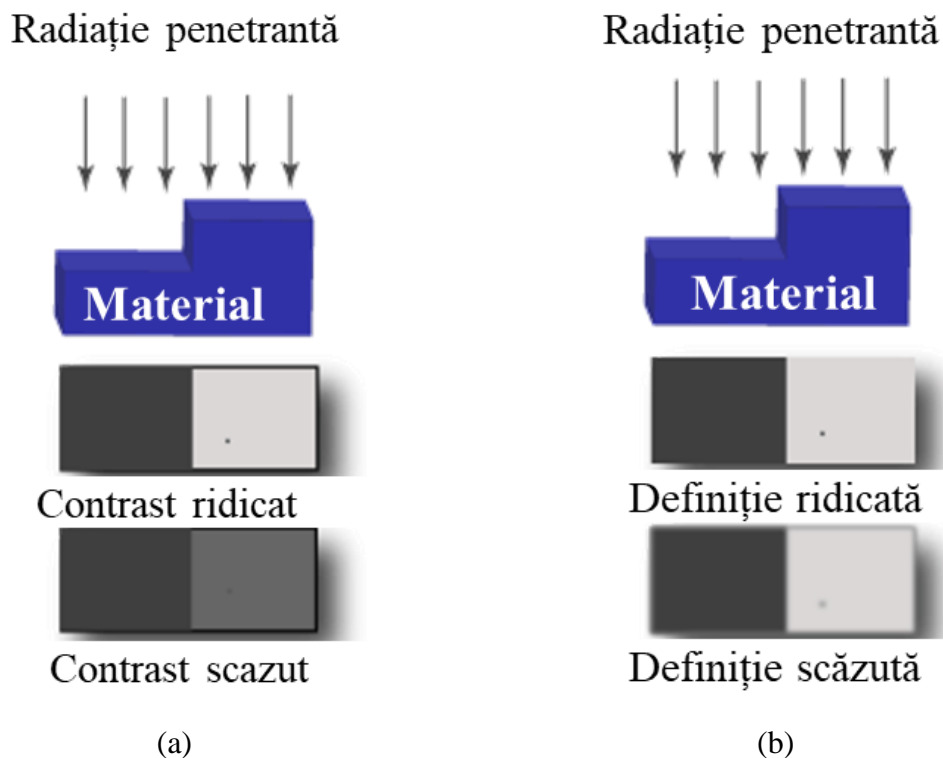 Radiație penetrantă
Material
Contrast ridicat
Contrast scazut
(a)
Radiație penetrantă
Material
Definiție ridicată
Definiție scăzută
(b)